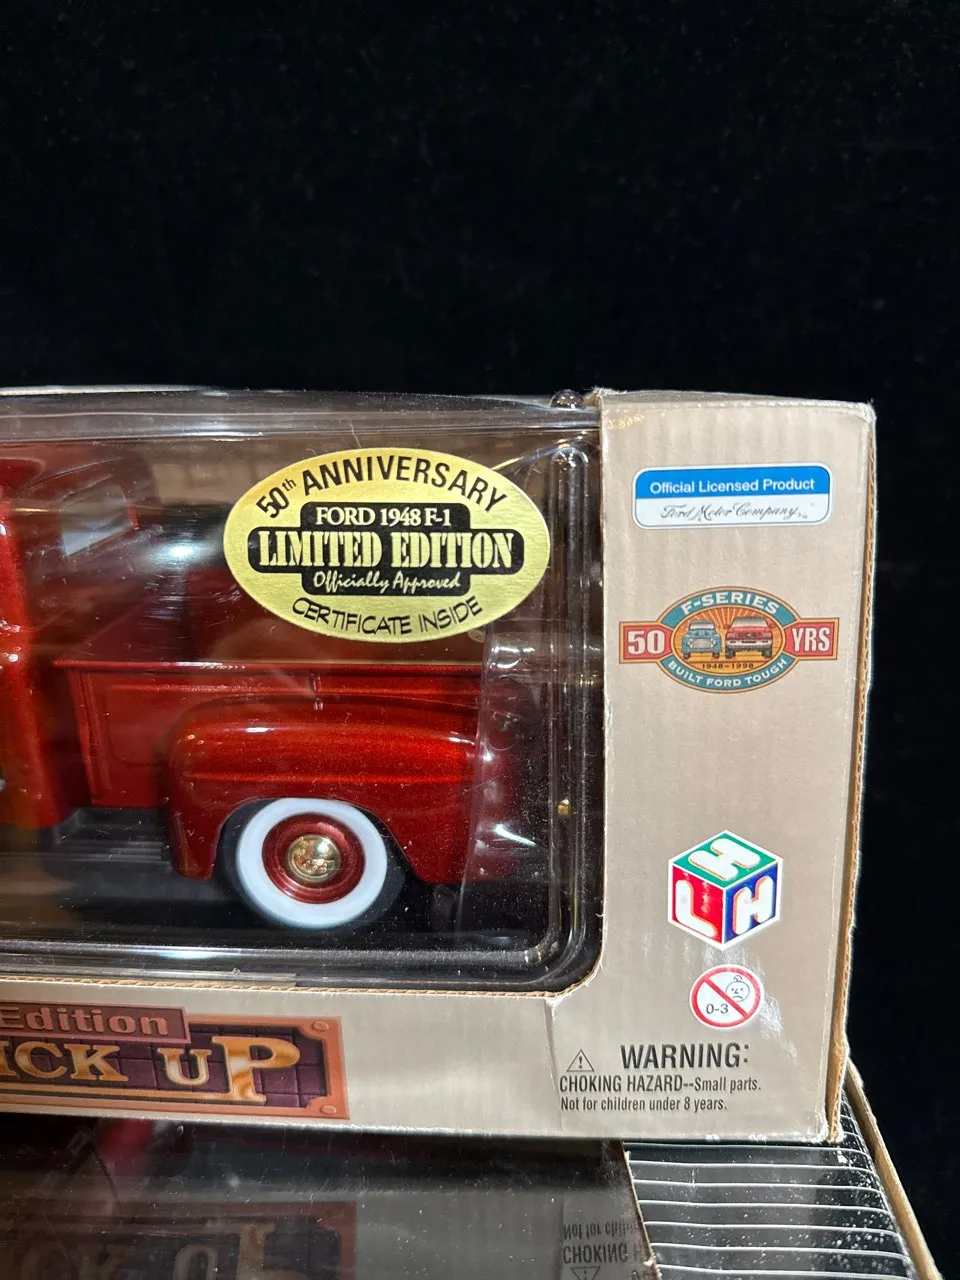 50th ANNIVERSARY
FORD 1948 F-1
LIMITED EDITION
Officially Approved
CERTIFICATE INSIDE
Official Licensed Product
Ford Motor Company
F-SERIES
50 YRS
1948-1998
BUILT FORD TOUGH
H
L H
0-3
WARNING:
CHOKING HAZARD--Small parts.
Not for children under 8 years.
Edition
ICK UP